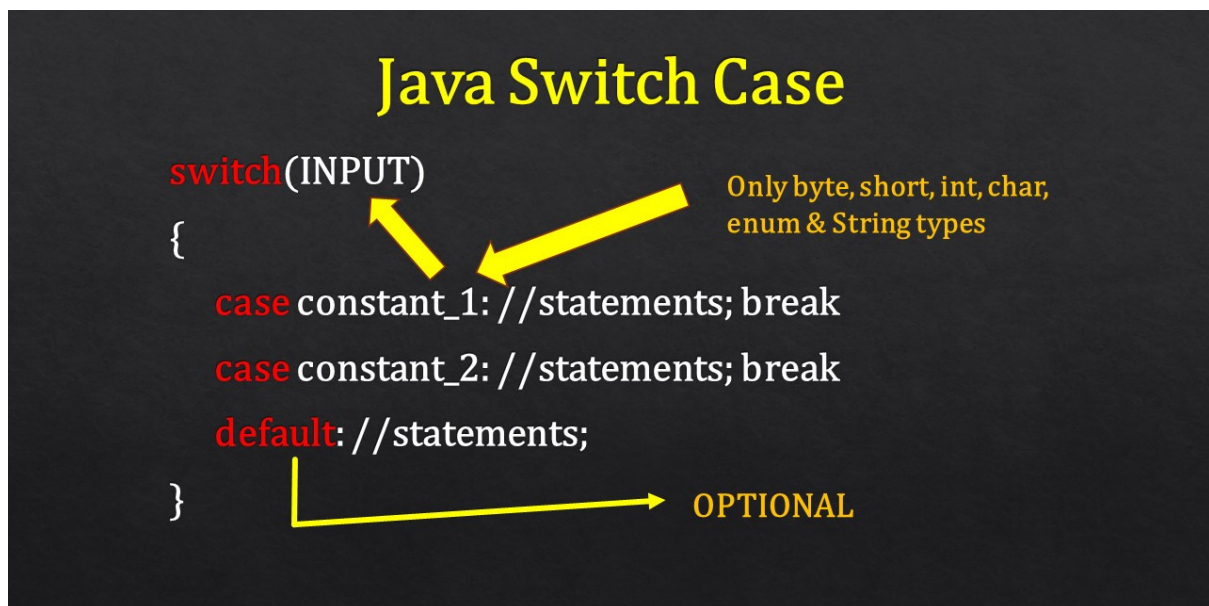 Java Switch Case
switch(INPUT)
Only byte, short, int, char,
enum & String types
{
case constant_1: //statements; break
case constant_2: //statements; break
default: //statements;
}
OPTIONAL